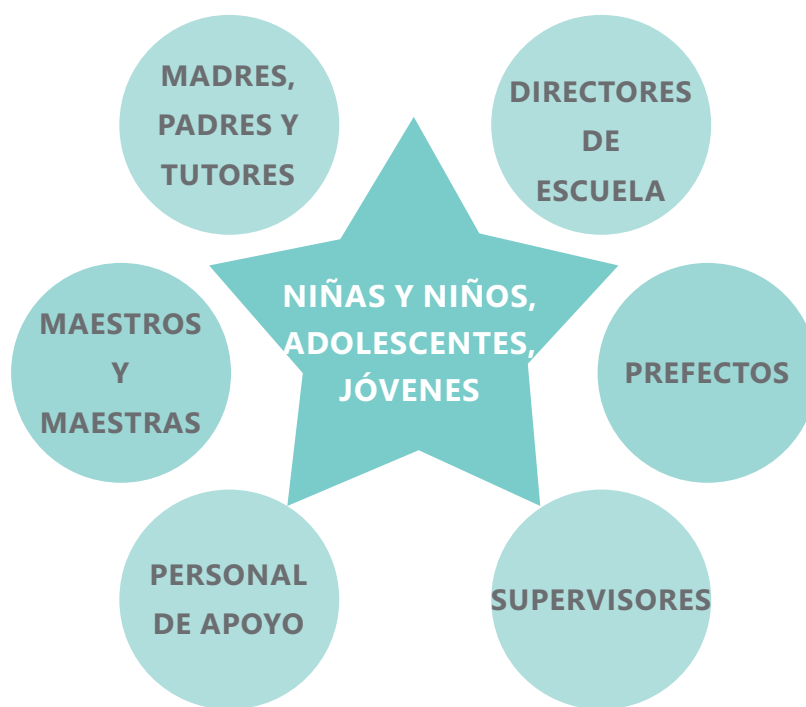 MADRES,
PADRES Y
TUTORES
DIRECTORES
DE
ESCUELA
NIÑAS Y NIÑOS,
ADOLESCENTES,
JÓVENES
MAESTROS
Y
MAESTRAS
PREFECTOS
PERSONAL
DE APOYO
SUPERVISORES